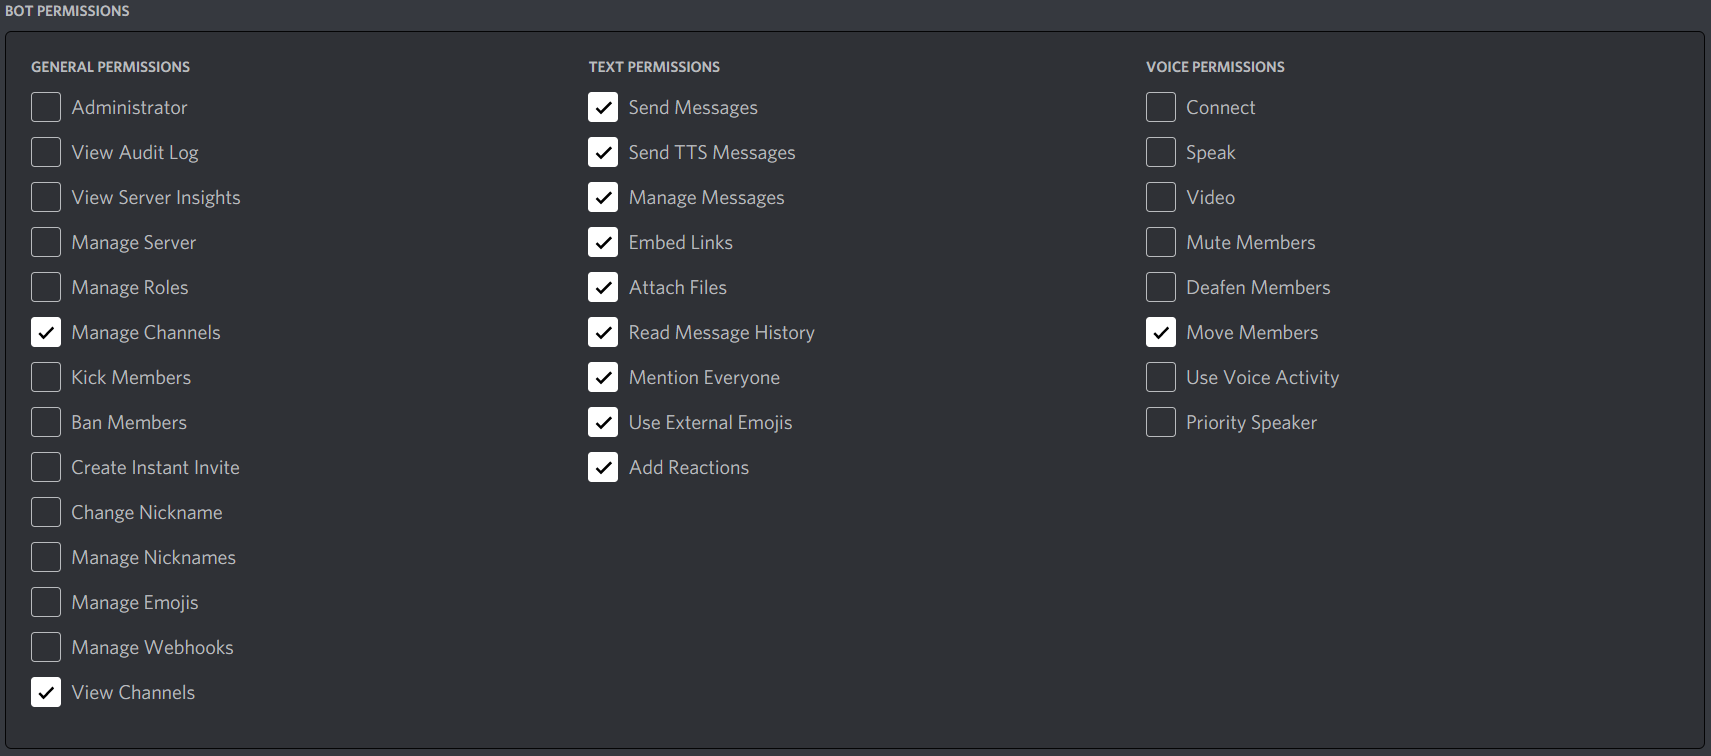 BOT PERMISSIONS
GENERAL PERMISSIONS
Administrator
View Audit Log
View Server Insights
Manage Server
Manage Roles
Manage Channels
Kick Members
Ban Members
Create Instant Invite
Change Nickname
Manage Nicknames
Manage Emojis
Manage Webhooks
View Channels
TEXT PERMISSIONS
Send Messages
Send TTS Messages
Manage Messages
Embed Links
Attach Files
Read Message History
Mention Everyone
Use External Emojis
Add Reactions
VOICE PERMISSIONS
Connect
Speak
Video
Mute Members
Deafen Members
Move Members
Use Voice Activity
Priority Speaker